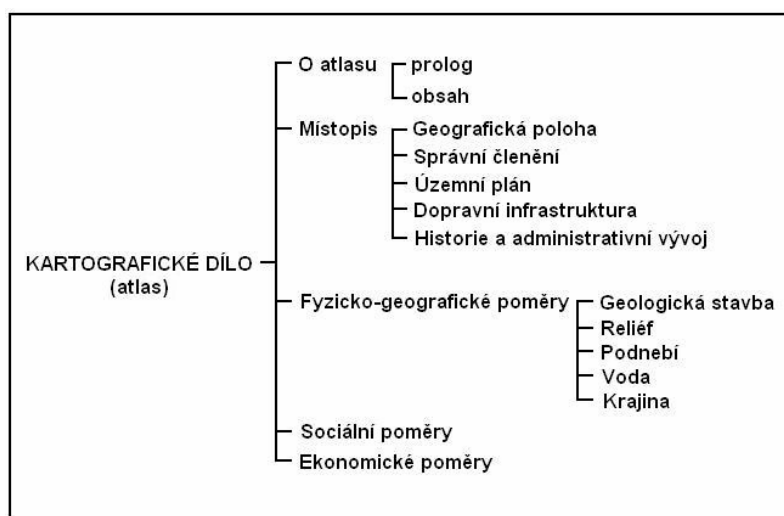 KARTOGRAFICKÉ DÍLO
(atlas)
O atlasu
prolog
obsah
Místopis
Geografická poloha
Správní členění
Územní plán
Dopravní infrastruktura
Historie a administrativní vývoj
Fyzicko-geografické poměry
Geologická stavba
Reliéf
Podnebí
Voda
Krajina
Sociální poměry
Ekonomické poměry